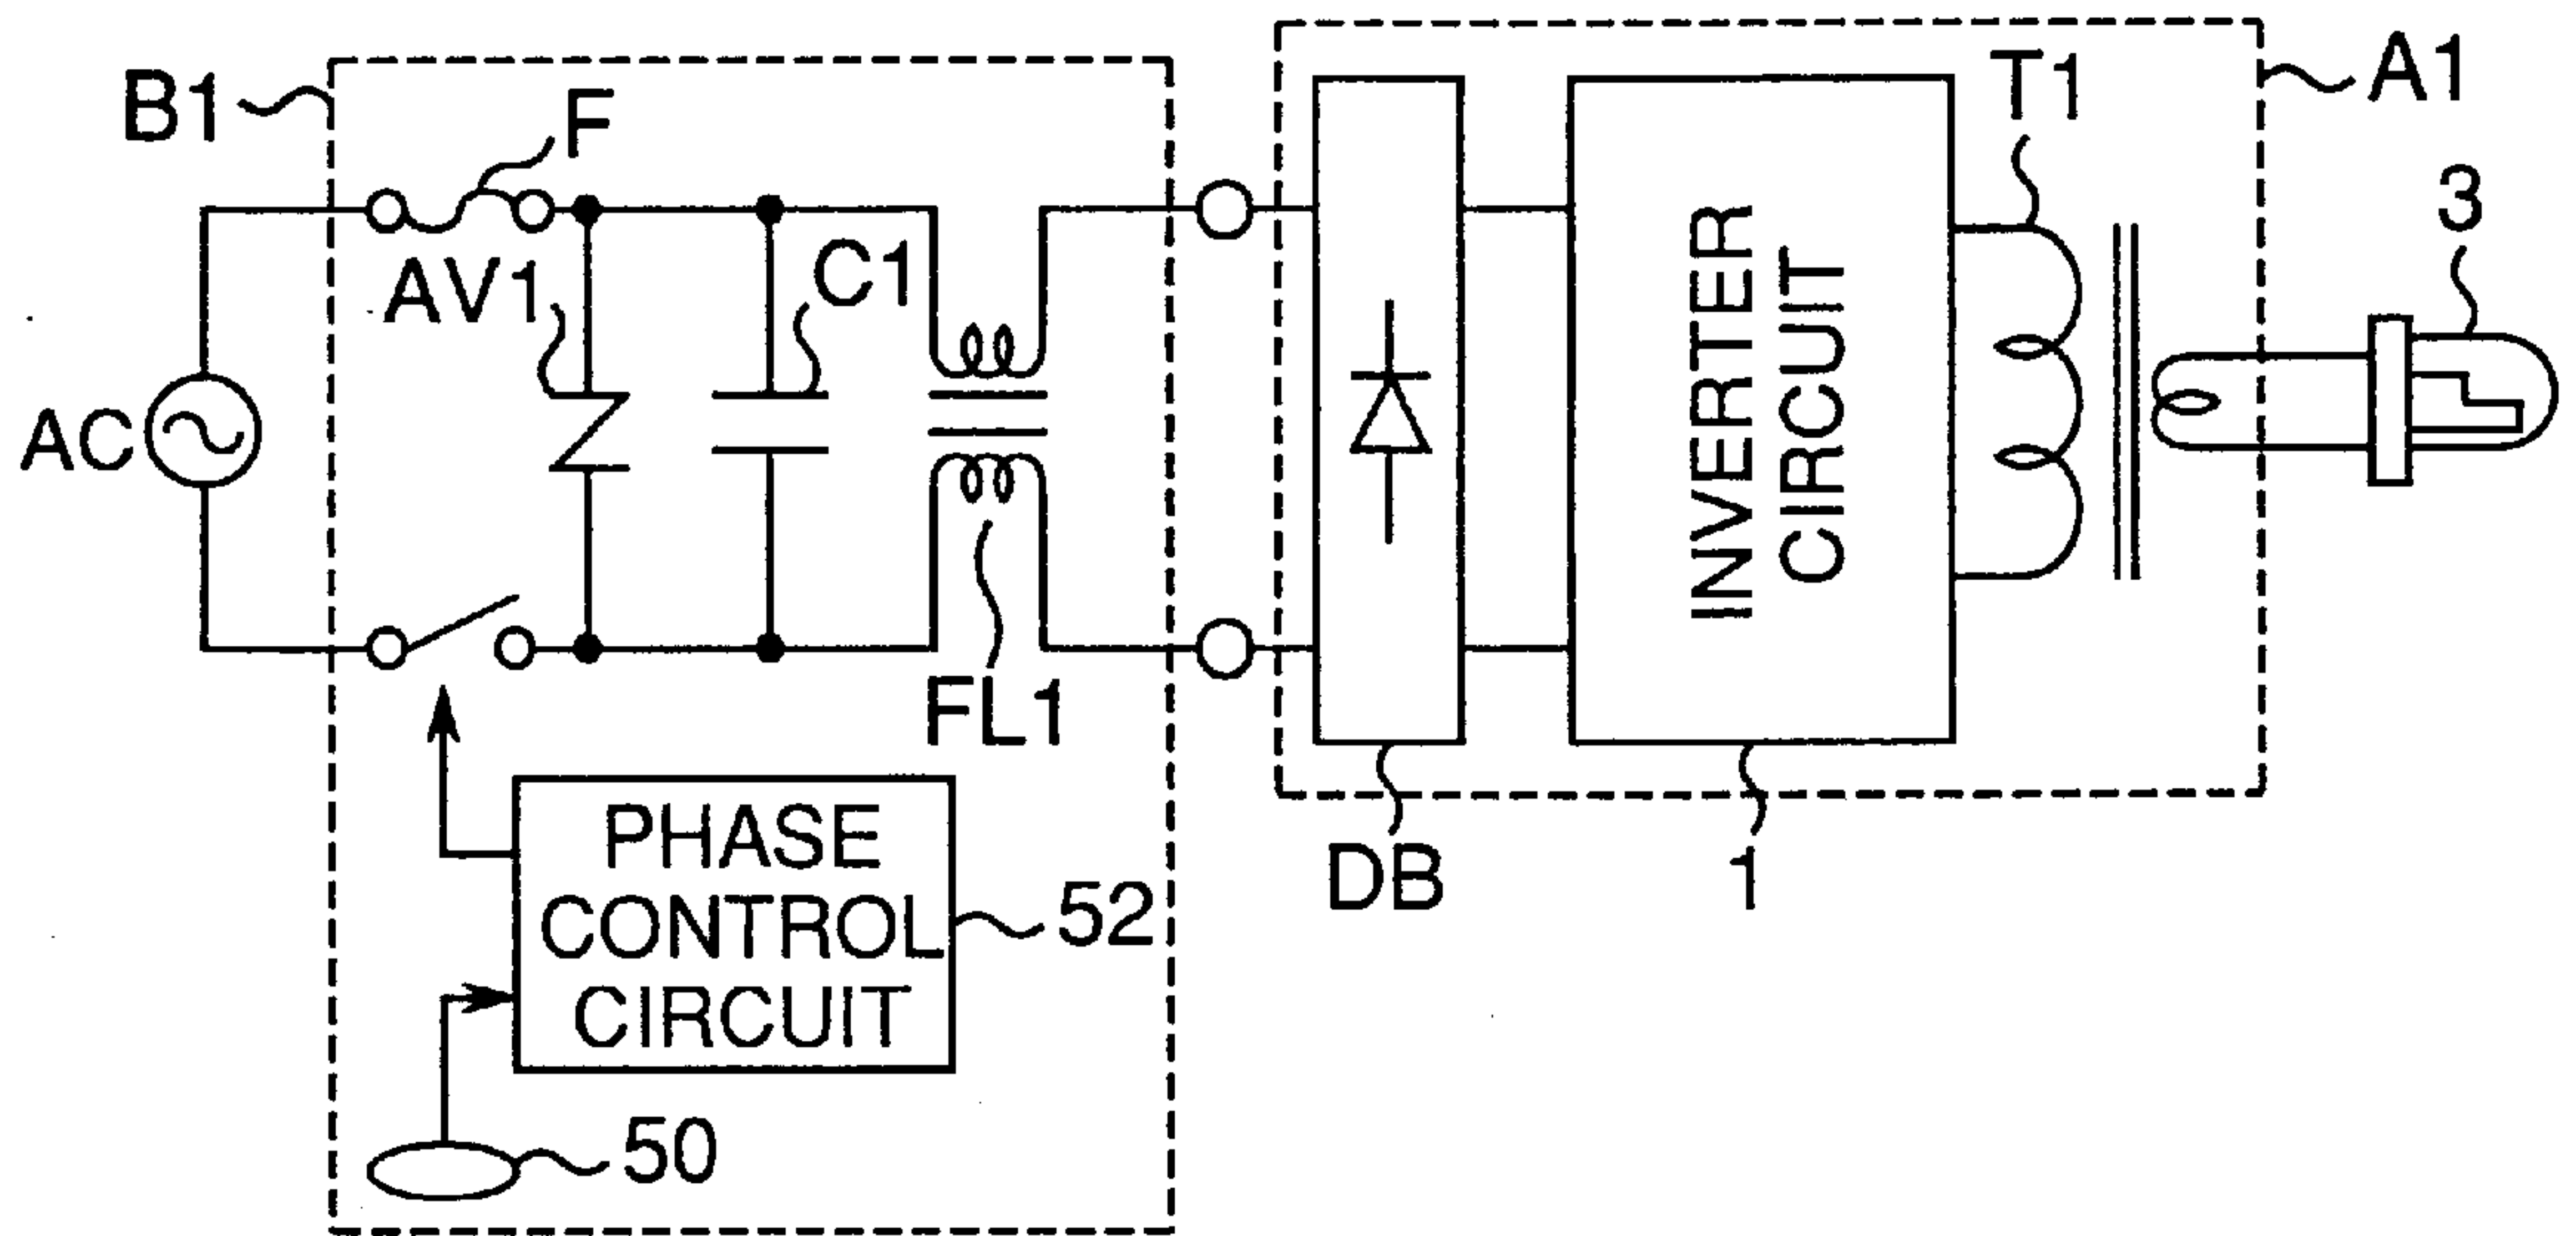 B1
F
T1
A1
AV1
C1
3
AC
INVERTER
CIRCUIT
FL1
PHASE
CONTROL
CIRCUIT
52
DB
1
50